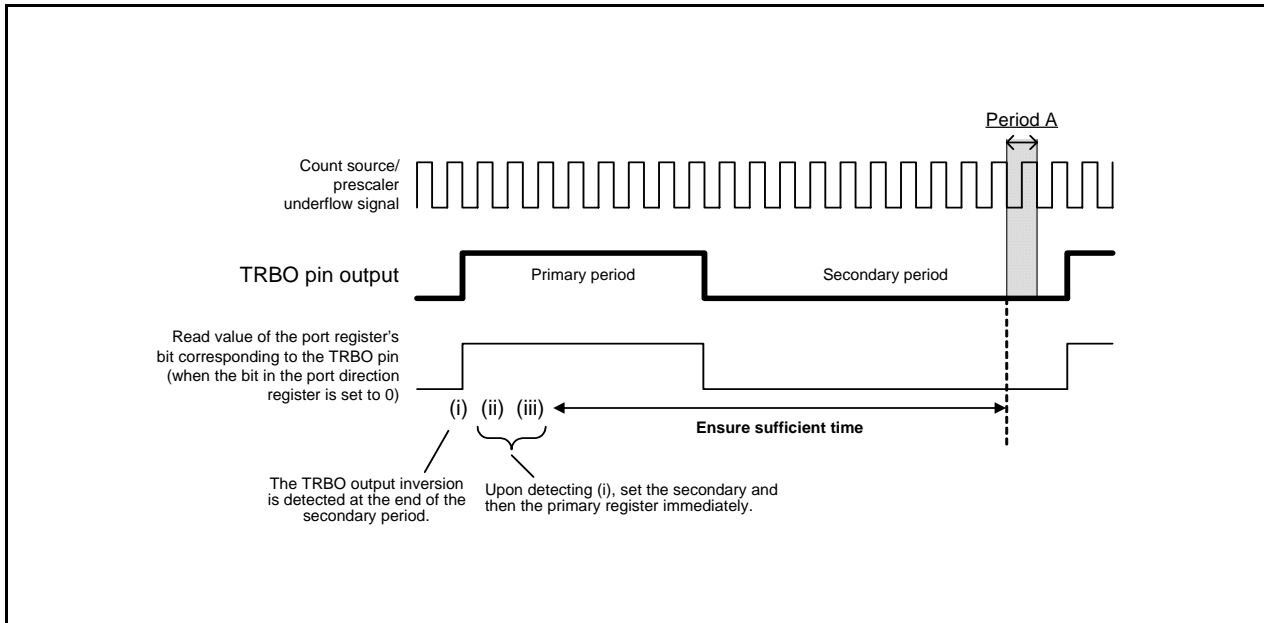 Period A
Count source/
prescaler
underflow signal
TRBO pin output
Primary period
Secondary period
Read value of the port register's
bit corresponding to the TRBO pin
(when the bit in the port direction
register is set to 0)
(i) (ii) (iii)
Ensure sufficient time
The TRBO output inversion
is detected at the end of the
secondary period.
Upon detecting (i), set the secondary and
then the primary register immediately.